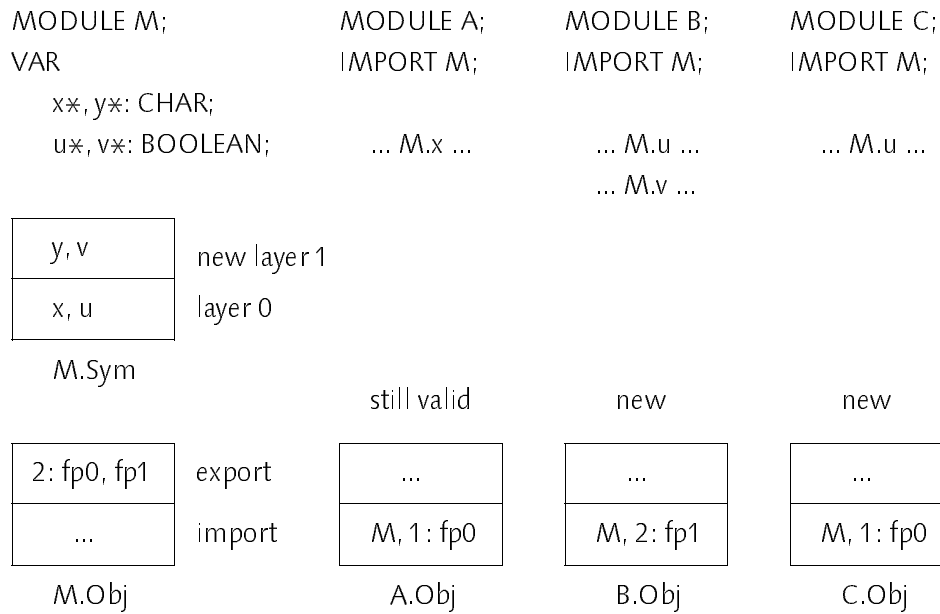 MODULE M; MODULE A; MODULE B; MODULE C;
VAR IMPORT M; IMPORT M; IMPORT M;
x*, y*: CHAR;
u*, v*: BOOLEAN; ... M.x ... ... M.u ... ... M.u ...
... M.v ...
y, v new layer 1
x, u layer 0
M.Sym
still valid new new
2: fp0, fp1 export ... ... ...
... import M, 1: fp0 M, 2: fp1 M, 1: fp0
M.Obj A.Obj B.Obj C.Obj